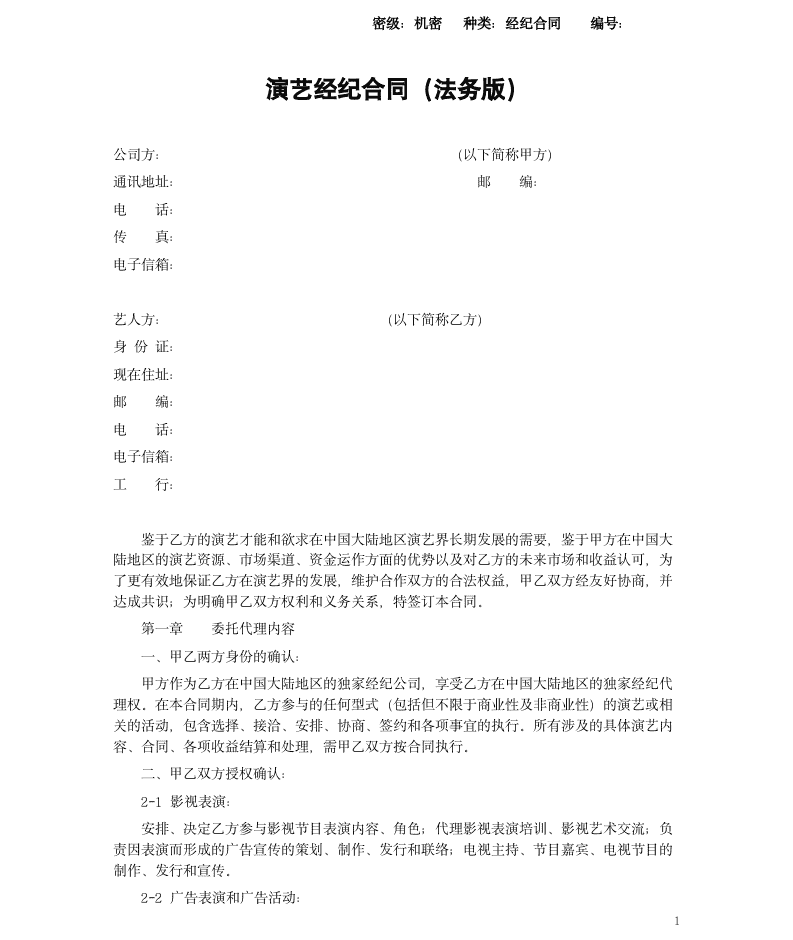 密级：机密 种类：经纪合同 编号：
演艺经纪合同（法务版）
公司方： （以下简称甲方）
通讯地址： 邮 编：
电 话：
传 真：
电子信箱：
艺人方： （以下简称乙方）
身 份 证：
现在住址：
邮 编：
电 话：
电子信箱：
工 行：
鉴于乙方的演艺才能和欲求在中国大陆地区演艺界长期发展的需要，鉴于甲方在中国大
陆地区的演艺资源、市场渠道、资金运作方面的优势以及对乙方的未来市场和收益认可，为
了更有效地保证乙方在演艺界的发展，维护合作双方的合法权益，甲乙双方经友好协商，并
达成共识；为明确甲乙双方权利和义务关系，特签订本合同．
第一章 委托代理内容
一、甲乙两方身份的确认：
甲方作为乙方在中国大陆地区的独家经纪公司，享受乙方在中国大陆地区的独家经纪代
理权．在本合同期内，乙方参与的任何型式（包括但不限于商业性及非商业性）的演艺或相
关的活动，包含选择、接洽、安排、协商、签约和各项事宜的执行．所有涉及的具体演艺内
容、合同、各项收益结算和处理，需甲乙双方按合同执行．
二、甲乙双方授权确认：
2-1 影视表演：
安排、决定乙方参与影视节目表演内容、角色；代理影视表演培训、影视艺术交流；负
责因表演而形成的广告宣传的策划、制作、发行和联络；电视主持、节目嘉宾、电视节目的
制作、发行和宣传．
2-2 广告表演和广告活动：
1